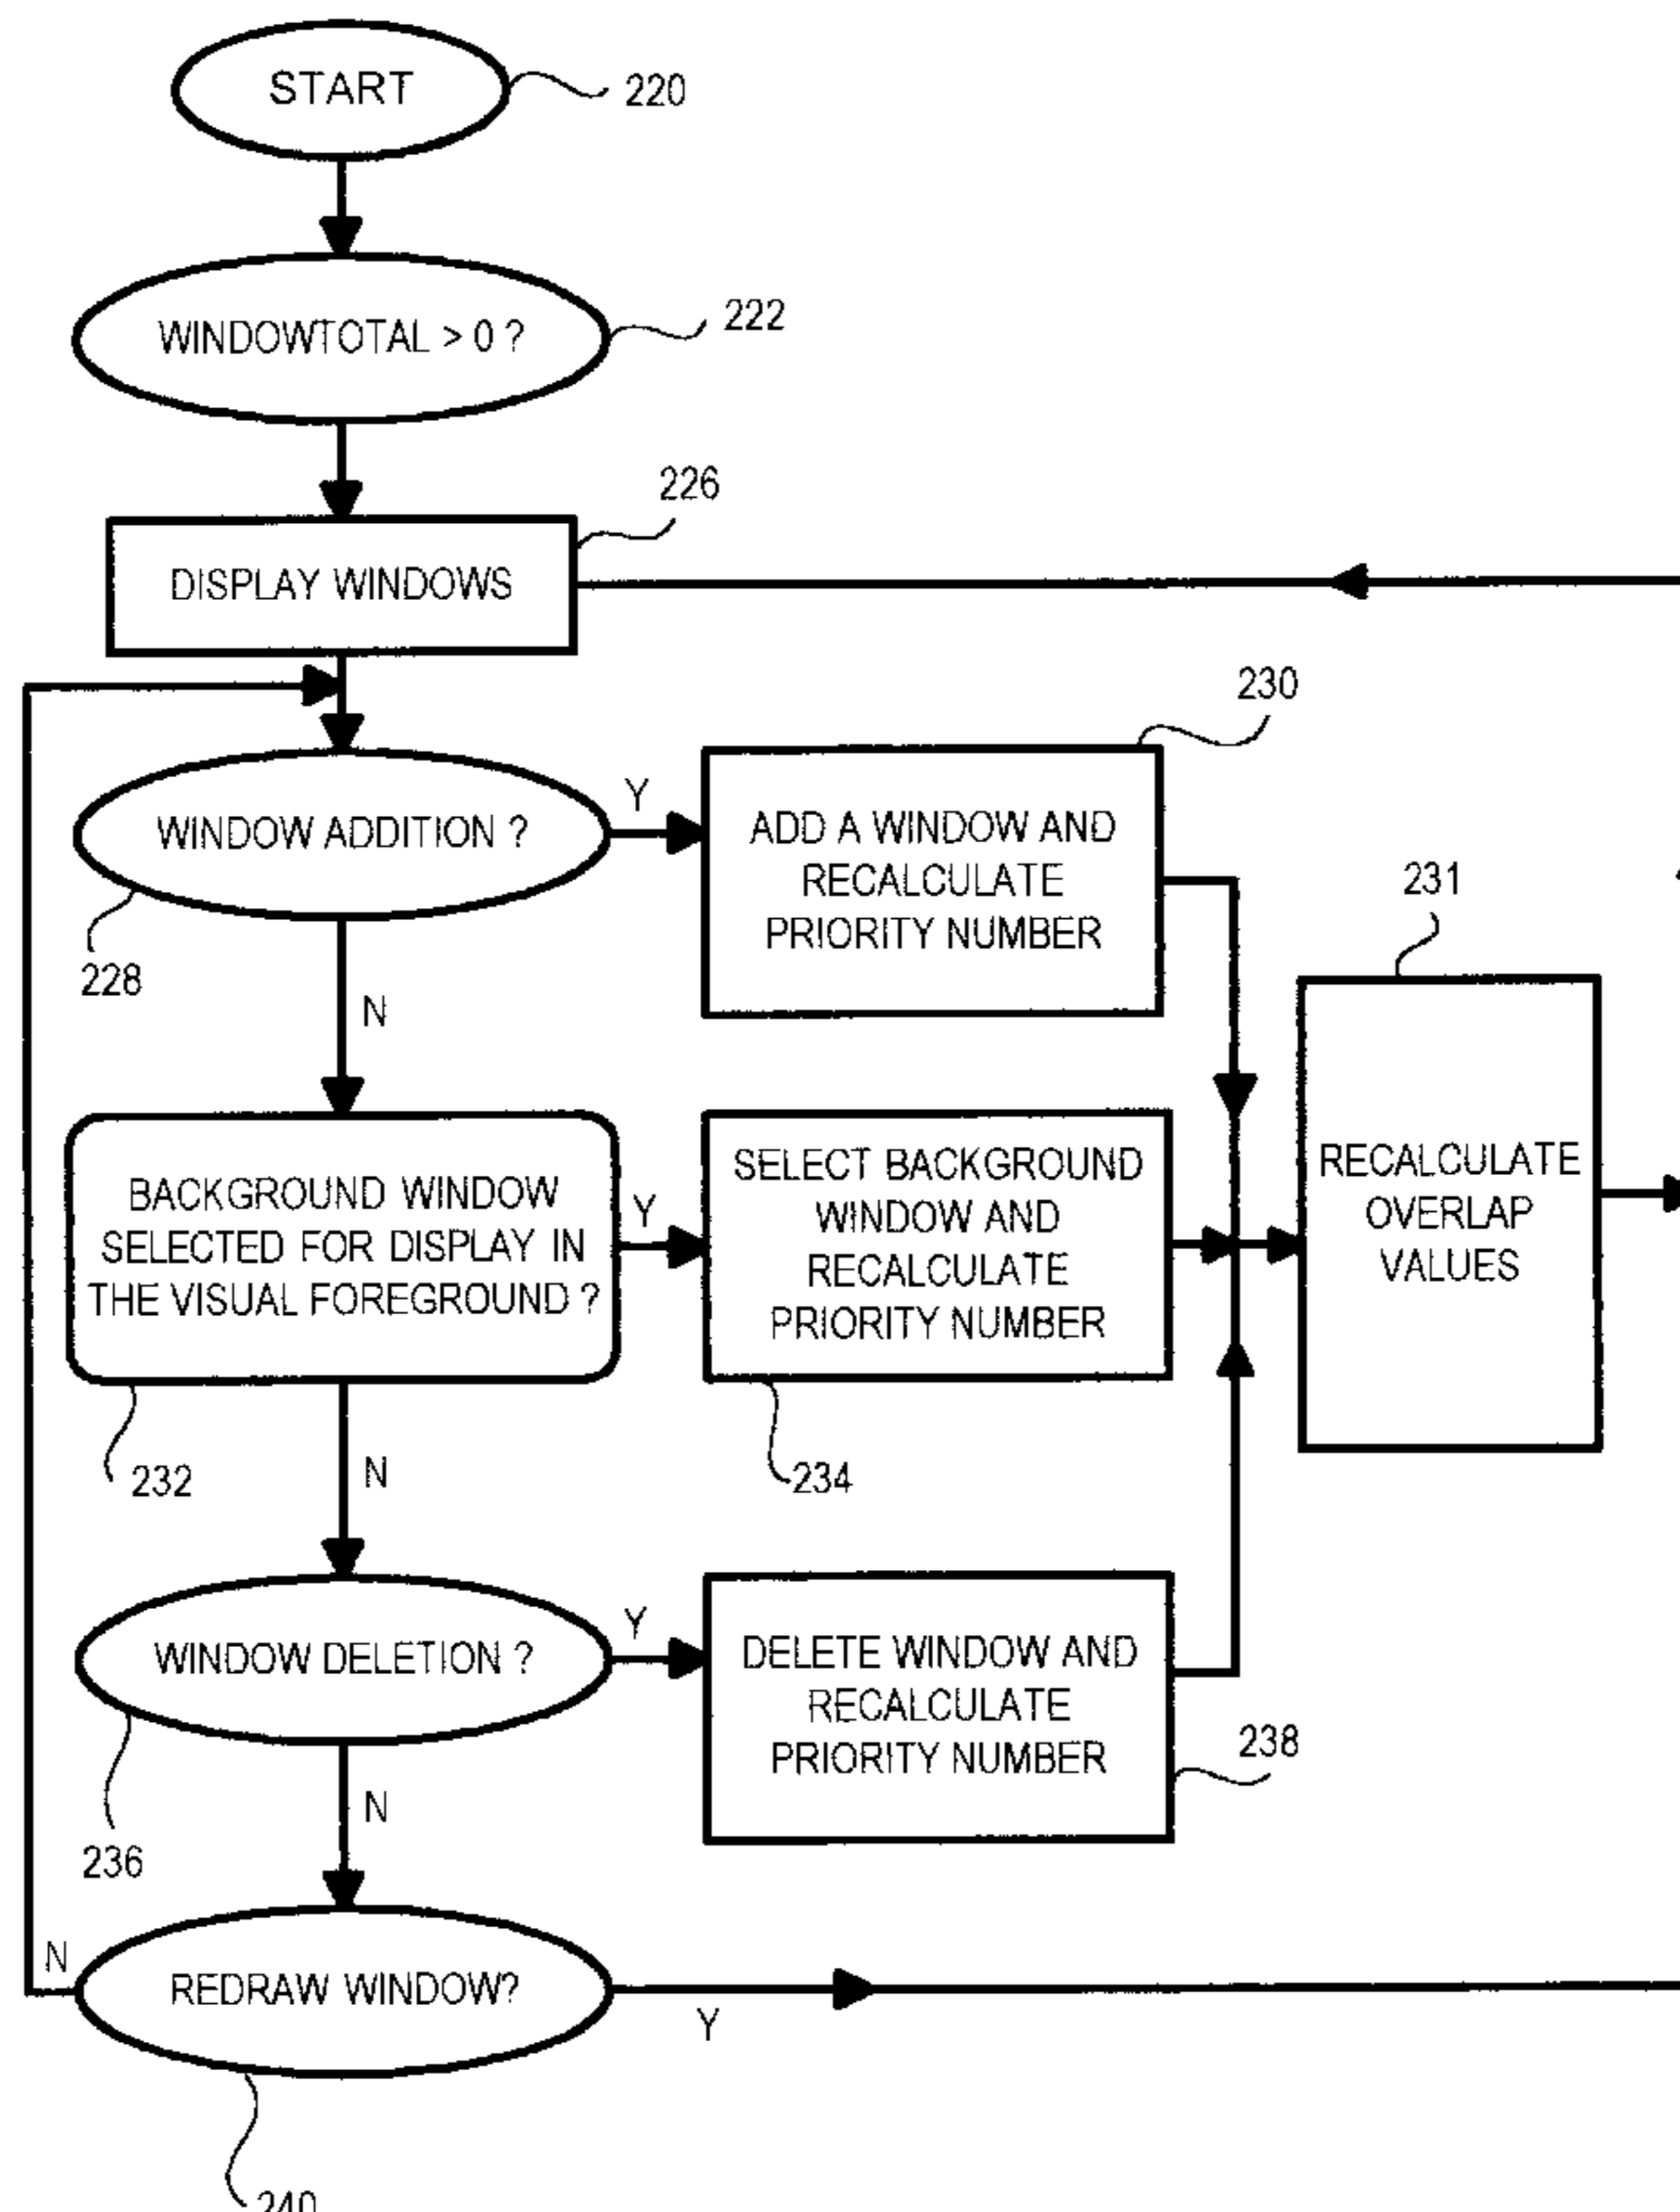 START
220
WINDOWTOTAL > 0 ?
222
226
DISPLAY WINDOWS
230
WINDOW ADDITION ?
Y
ADD A WINDOW AND
RECALCULATE
PRIORITY NUMBER
228
N
231
BACKGROUND WINDOW
SELECTED FOR DISPLAY IN
THE VISUAL FOREGROUND ?
Y
SELECT BACKGROUND
WINDOW AND
RECALCULATE
PRIORITY NUMBER
RECALCULATE
OVERLAP
VALUES
232
N
234
WINDOW DELETION ?
Y
DELETE WINDOW AND
RECALCULATE
PRIORITY NUMBER
238
236
N
N
REDRAW WINDOW?
Y
240